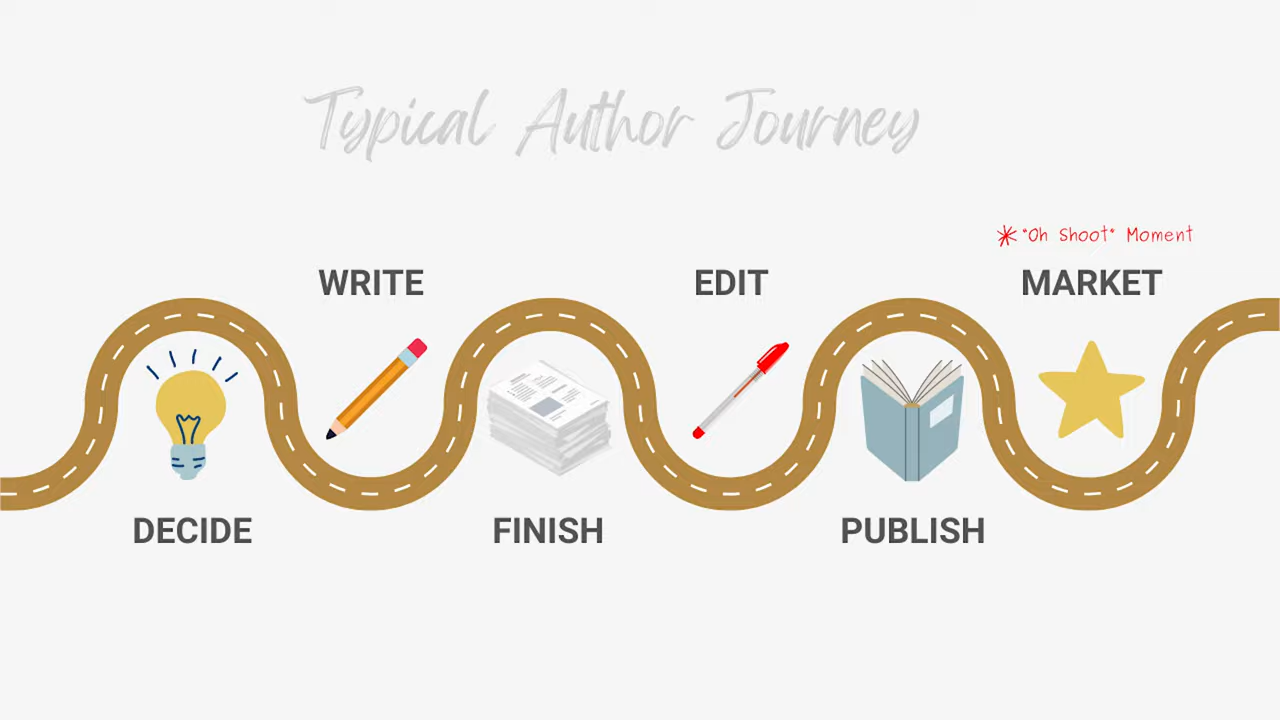 Typical Author Journey
*"Oh Shoot" Moment
WRITE
EDIT
MARKET
DECIDE
FINISH
PUBLISH